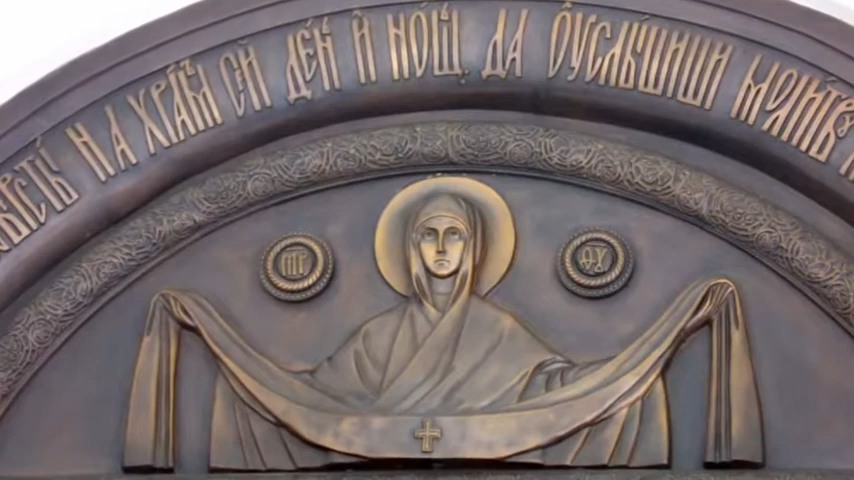 НА ХРАМ СЕЙ ДЕН И НОЩ. ДА ОУСЛЫШИШИ
МР
ѲУ